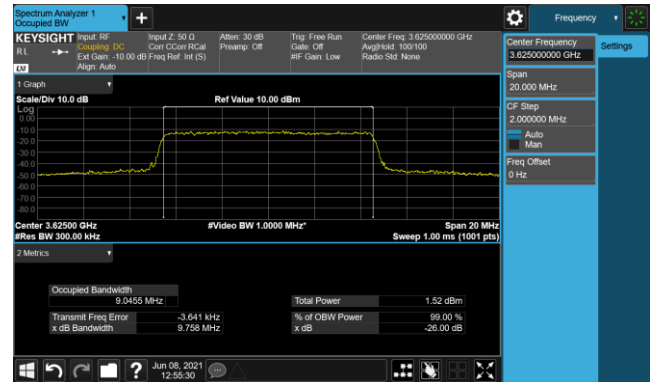 Spectrum Analyzer 1
Occupied BW
Frequency
KEYSIGHT
RL
Input: RF
Coupling: DC
Ext Gain: -10.00 dB
Align: Auto
Input Z: 50 Ω
Corr CCorr RCal
Freq Ref: Int (S)
Atten: 30 dB
Preamp: Off
Trig: Free Run
Gate: Off
#IF Gain: Low
Center Freq: 3.625000000 GHz
Avg|Hold: 100/100
Radio Std: None
Center Frequency
3.625000000 GHz
Settings
Span
20.000 MHz
CF Step
2.000000 MHz
Auto
Man
Freq Offset
0 Hz
1 Graph
Scale/Div 10.0 dB
Ref Value 10.00 dBm
Log
0.00
-10.0
-20.0
-30.0
-40.0
-50.0
-60.0
-70.0
-80.0
Center 3.62500 GHz
#Video BW 1.0000 MHz*
Span 20 MHz
#Res BW 300.00 kHz
Sweep 1.00 ms (1001 pts)
2 Metrics
Occupied Bandwidth
9.0455 MHz
Total Power 1.52 dBm
Transmit Freq Error -3.641 kHz
% of OBW Power 99.00 %
x dB Bandwidth 9.758 MHz
x dB -26.00 dB
Jun 08, 2021
12:55:30